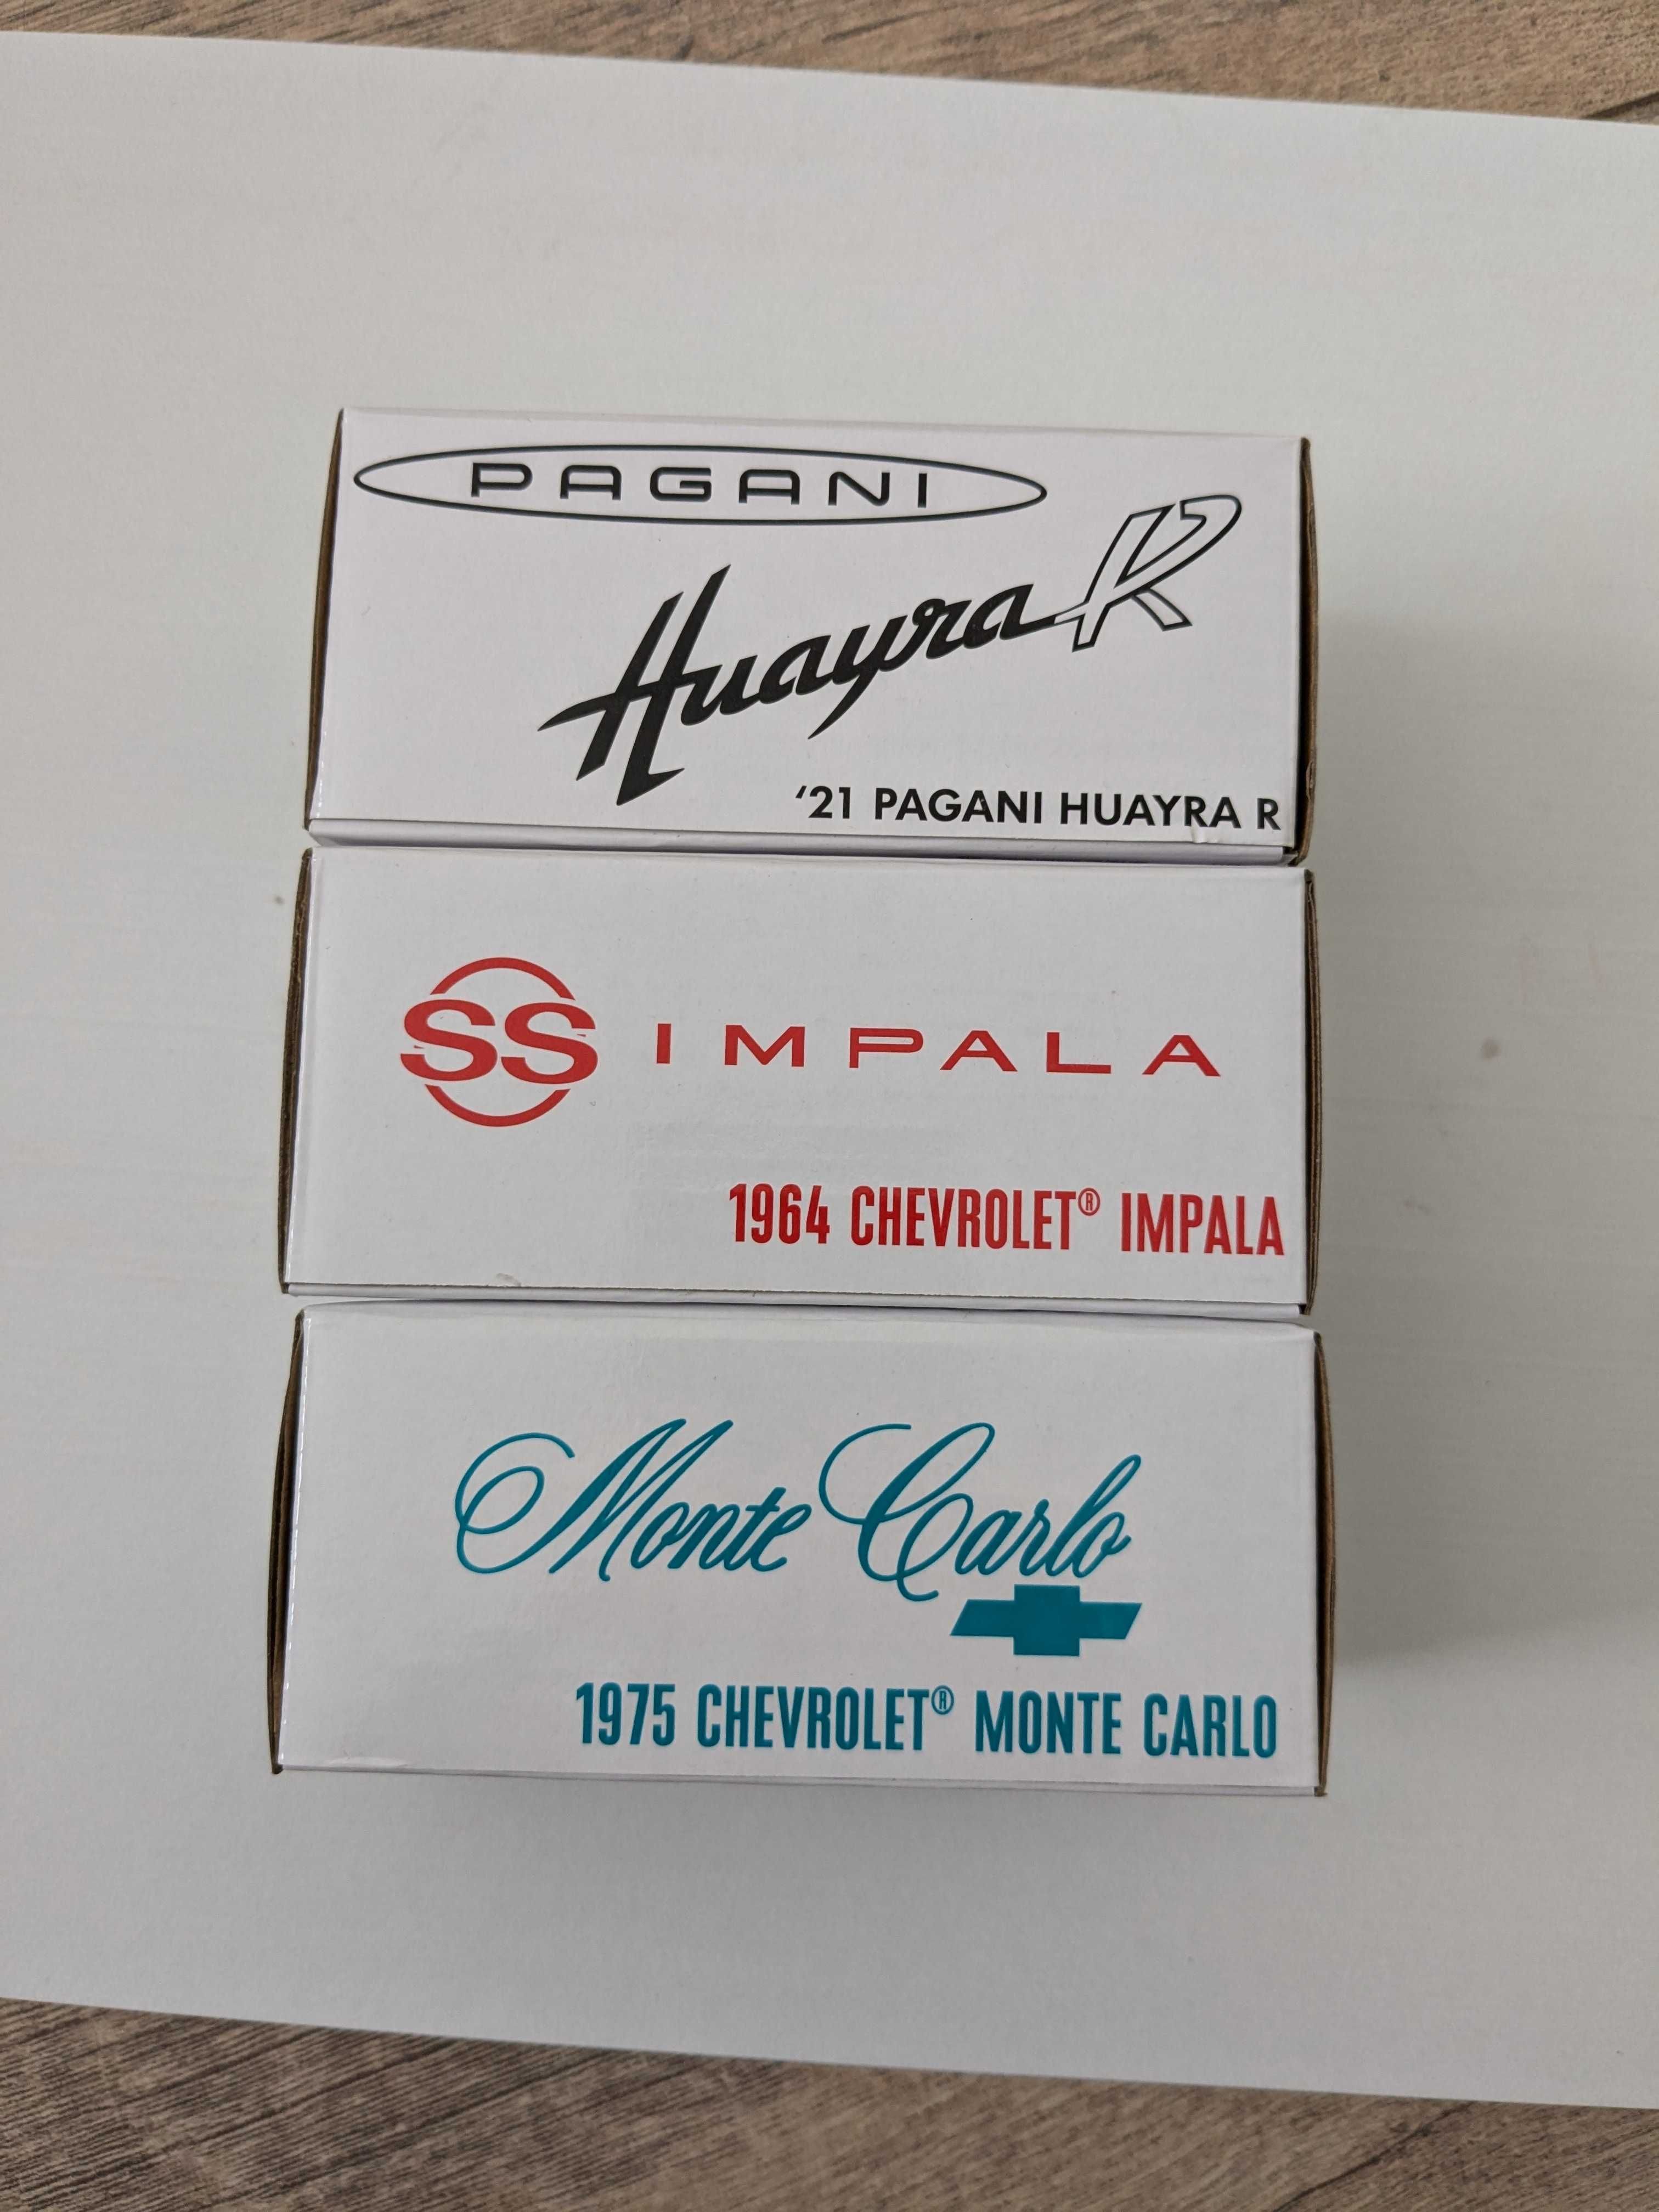 PAGANI
Huayra R
‘21 PAGANI HUAYRA R
SS IMPALA
1964 CHEVROLET® IMPALA
Monte Carlo
1975 CHEVROLET® MONTE CARLO